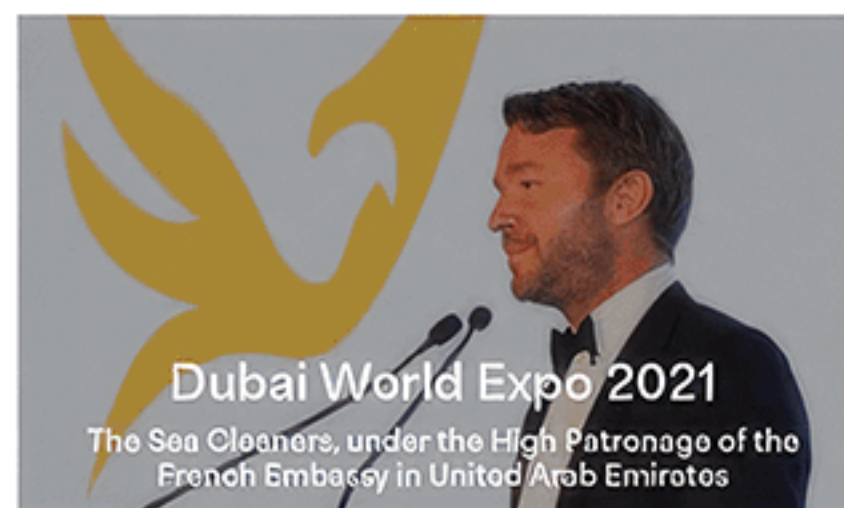 Dubai World Expo 2021
The Sea Cleaners, under the High Patronage of the
French Embassy in United Arab Emirates